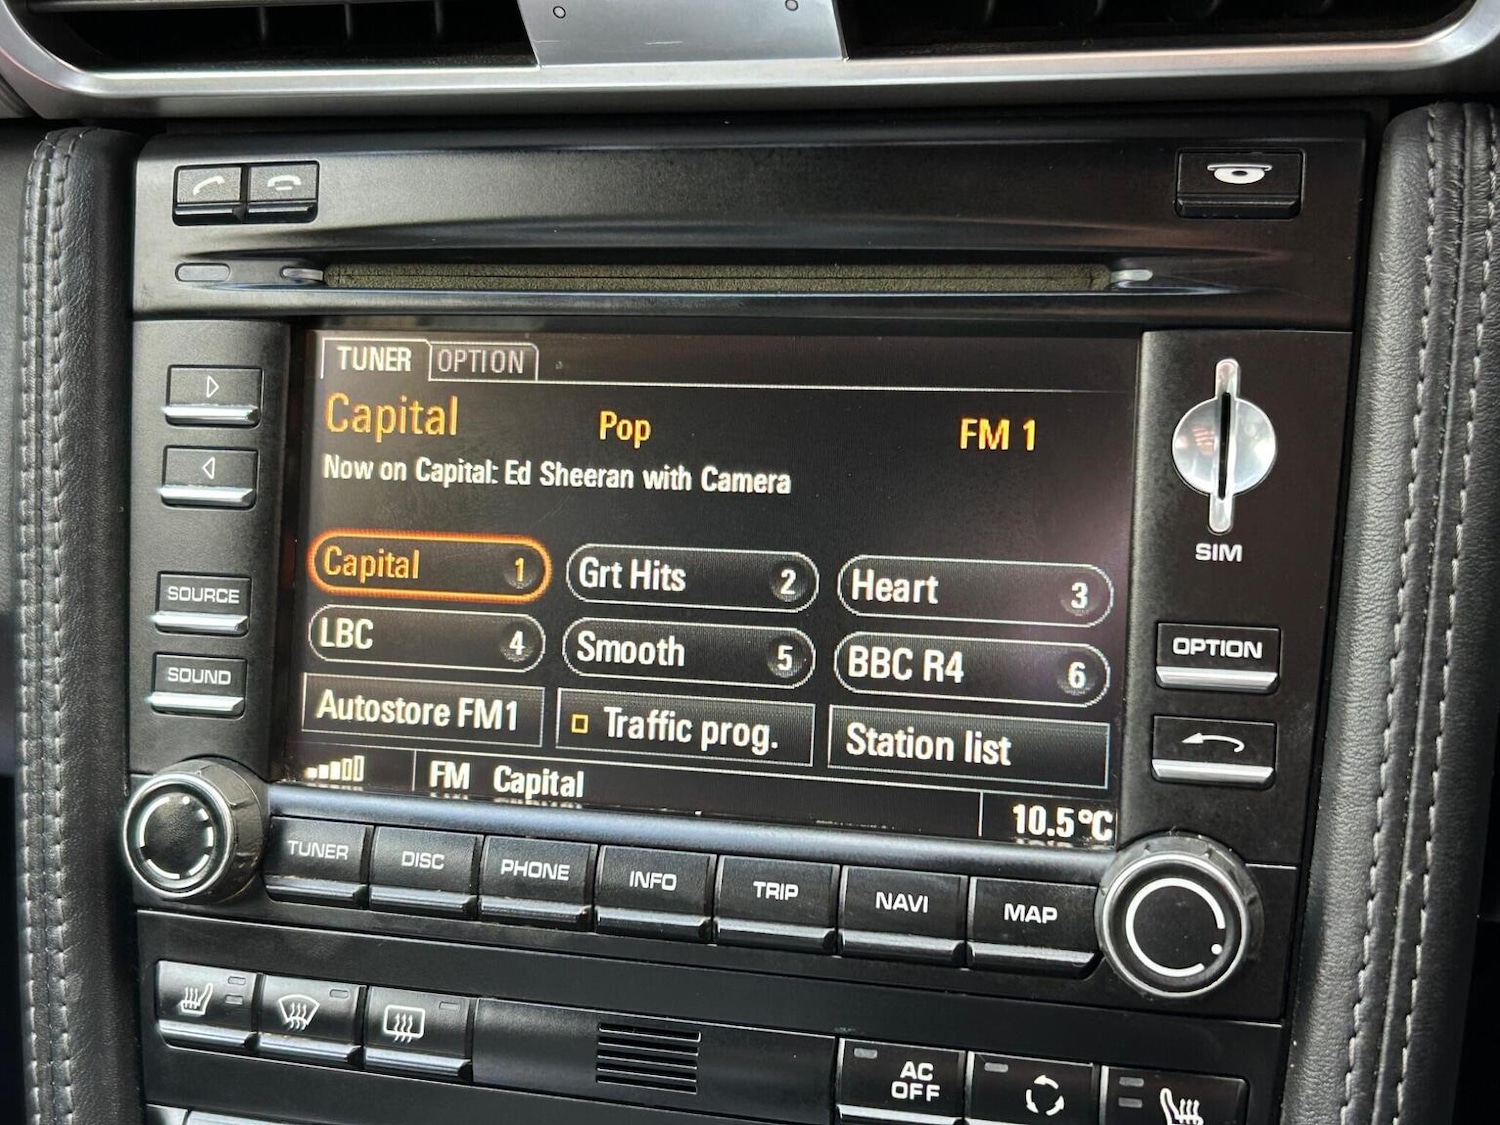 TUNER OPTION
Capital Pop FM 1
Now on Capital: Ed Sheeran with Camera
Capital 1 Grt Hits 2 Heart 3
LBC 4 Smooth 5 BBC R4 6
Autostore FM1 Traffic prog. Station list
FM Capital
10.5°C
SIM
SOURCE
SOUND
OPTION
TUNER DISC PHONE INFO TRIP NAVI MAP
AC
OFF